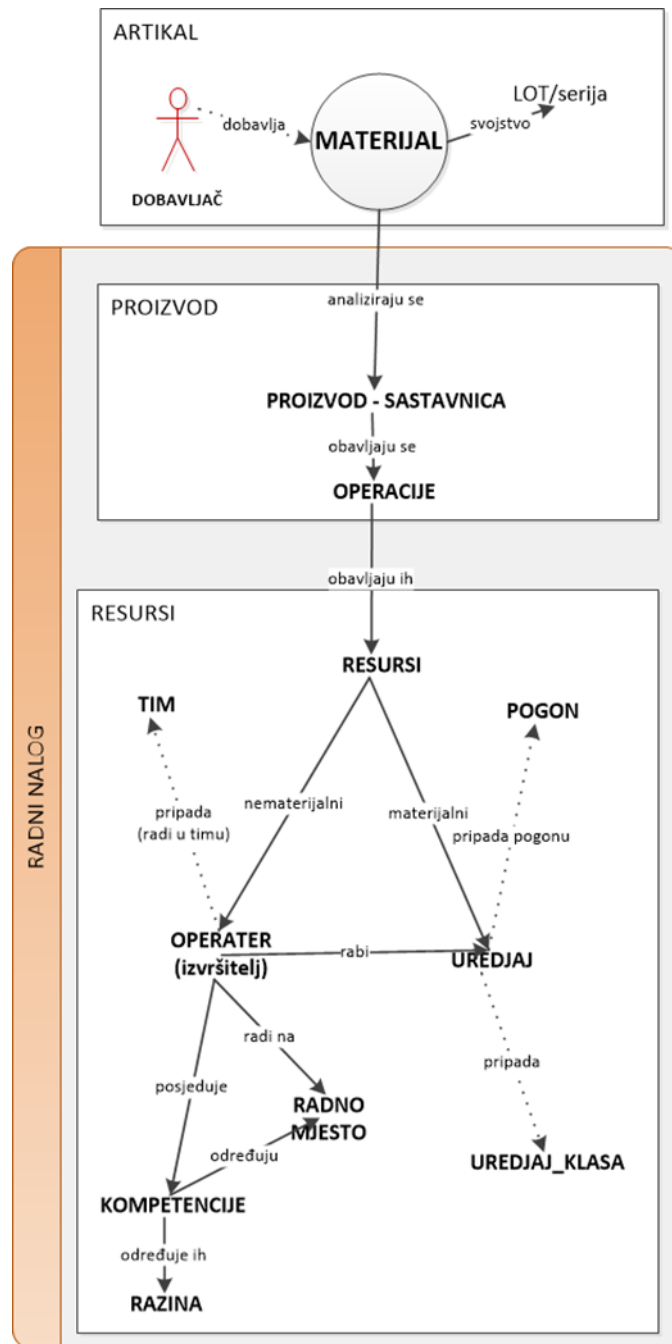 ARTIKAL
LOT/serija
dobavlja
svojstvo
MATERIJAL
DOBAVLJAČ
RADNI NALOG
analiziraju se
PROIZVOD
PROIZVOD - SASTAVNICA
obavljaju se
OPERACIJE
obavljaju ih
RESURSI
RESURSI
TIM
POGON
nematerijalni
materijalni
pripada
(radi u timu)
pripada pogonu
OPERATER
(izvršitelj)
rabi
UREDJAJ
radi na
pripada
posjeduje
RADNO
MJESTO
određuju
UREDJAJ_KLASA
KOMPETENCIJE
određuje ih
RAZINA